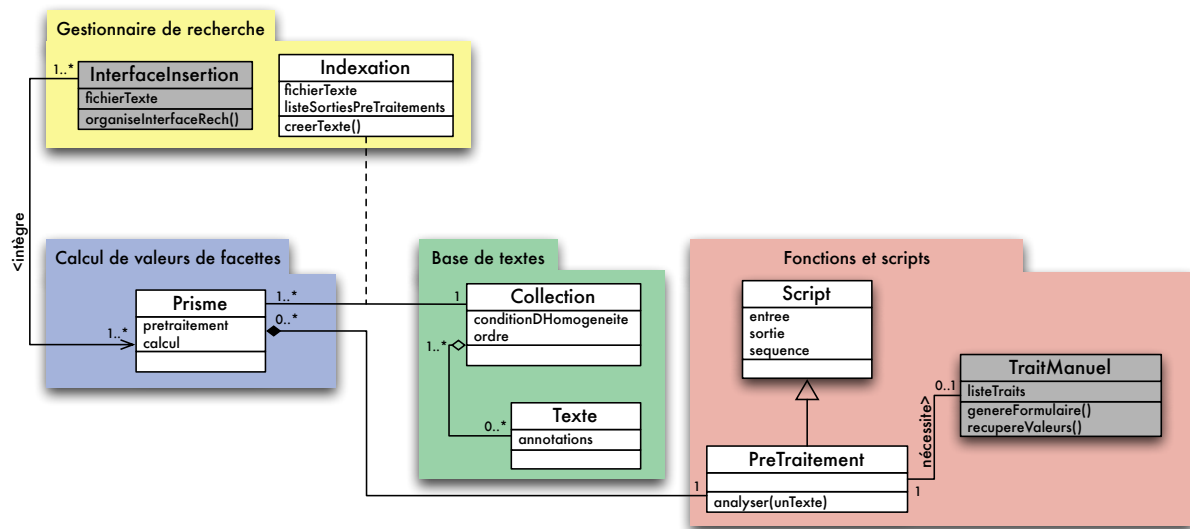 Gestionnaire de recherche
1..*
InterfaceInsertion
fichierTexte
organiseInterfaceRech()
Indexation
fichierTexte
listeSortiesPreTraitements
creerTexte()
<intègre
Calcul de valeurs de facettes
Prisme
pretraitement
calcul
1..*
1..*
0..*
1
Base de textes
Collection
conditionDHomogeneite
ordre
1..*
0..*
Texte
annotations
Fonctions et scripts
Script
entree
sortie
sequence
TraitManuel
listeTraits
genereFormulaire()
recupereValeurs()
0..1
nécessite>
PreTraitement
analyser(unTexte)
1
1